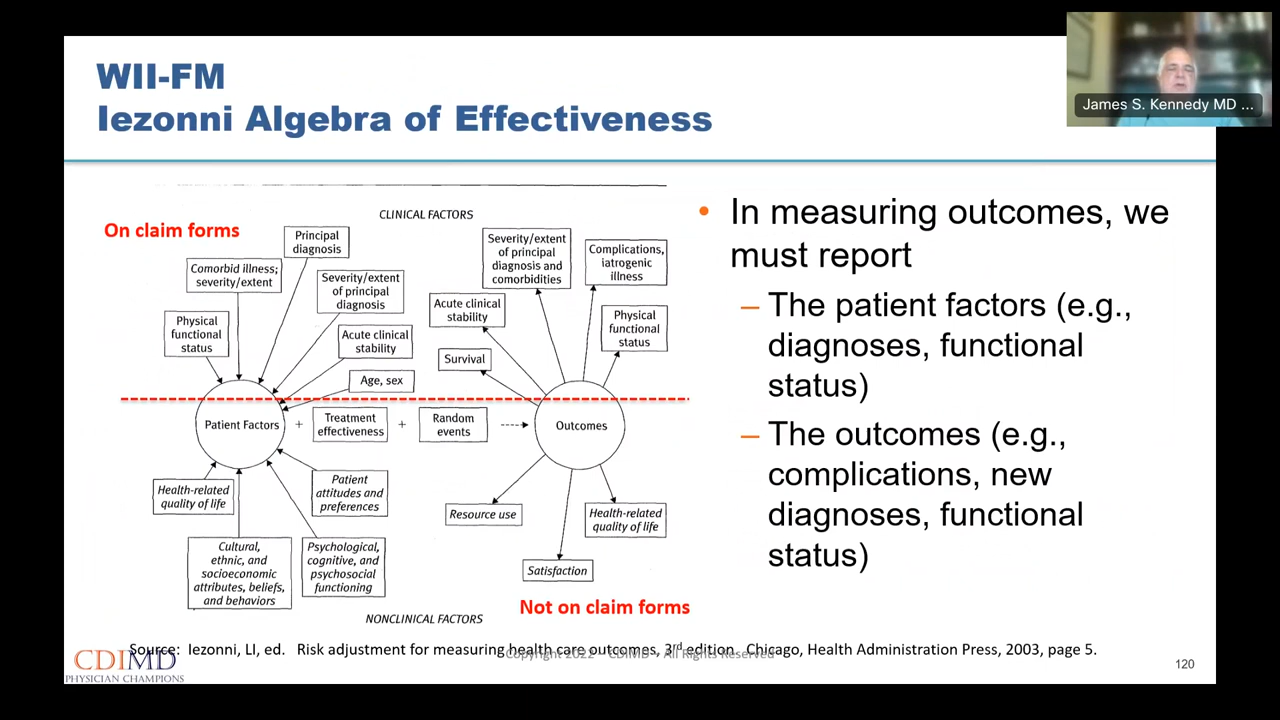 WII-FM
Iezonni Algebra of Effectiveness
James S. Kennedy MD ...
On claim forms
CLINICAL FACTORS
Principal
diagnosis
Comorbid illness;
severity/extent
Severity/extent
of principal
diagnosis
Physical
functional
status
Acute clinical
stability
Age, sex
Severity/extent
of principal
diagnosis and
comorbidities
Complications,
iatrogenic
illness
Acute clinical
stability
Physical
functional
status
Survival
Patient Factors
+
Treatment
effectiveness
+
Random
events
Outcomes
Health-related
quality of life
Patient
attitudes and
preferences
Cultural,
ethnic, and
socioeconomic
attributes, beliefs,
and behaviors
Psychological,
cognitive, and
psychosocial
functioning
Resource use
Health-related
quality of life
Satisfaction
Not on claim forms
NONCLINICAL FACTORS
• In measuring outcomes, we
must report
– The patient factors (e.g.,
diagnoses, functional
status)
– The outcomes (e.g.,
complications, new
diagnoses, functional
status)
Source: Iezonni, LI, ed. Risk adjustment for measuring health care outcomes, 3rd edition. Chicago, Health Administration Press, 2003, page 5.
Copyright 2022 – CDIMD – All Rights Reserved
CDIMD
PHYSICIAN CHAMPIONS
120